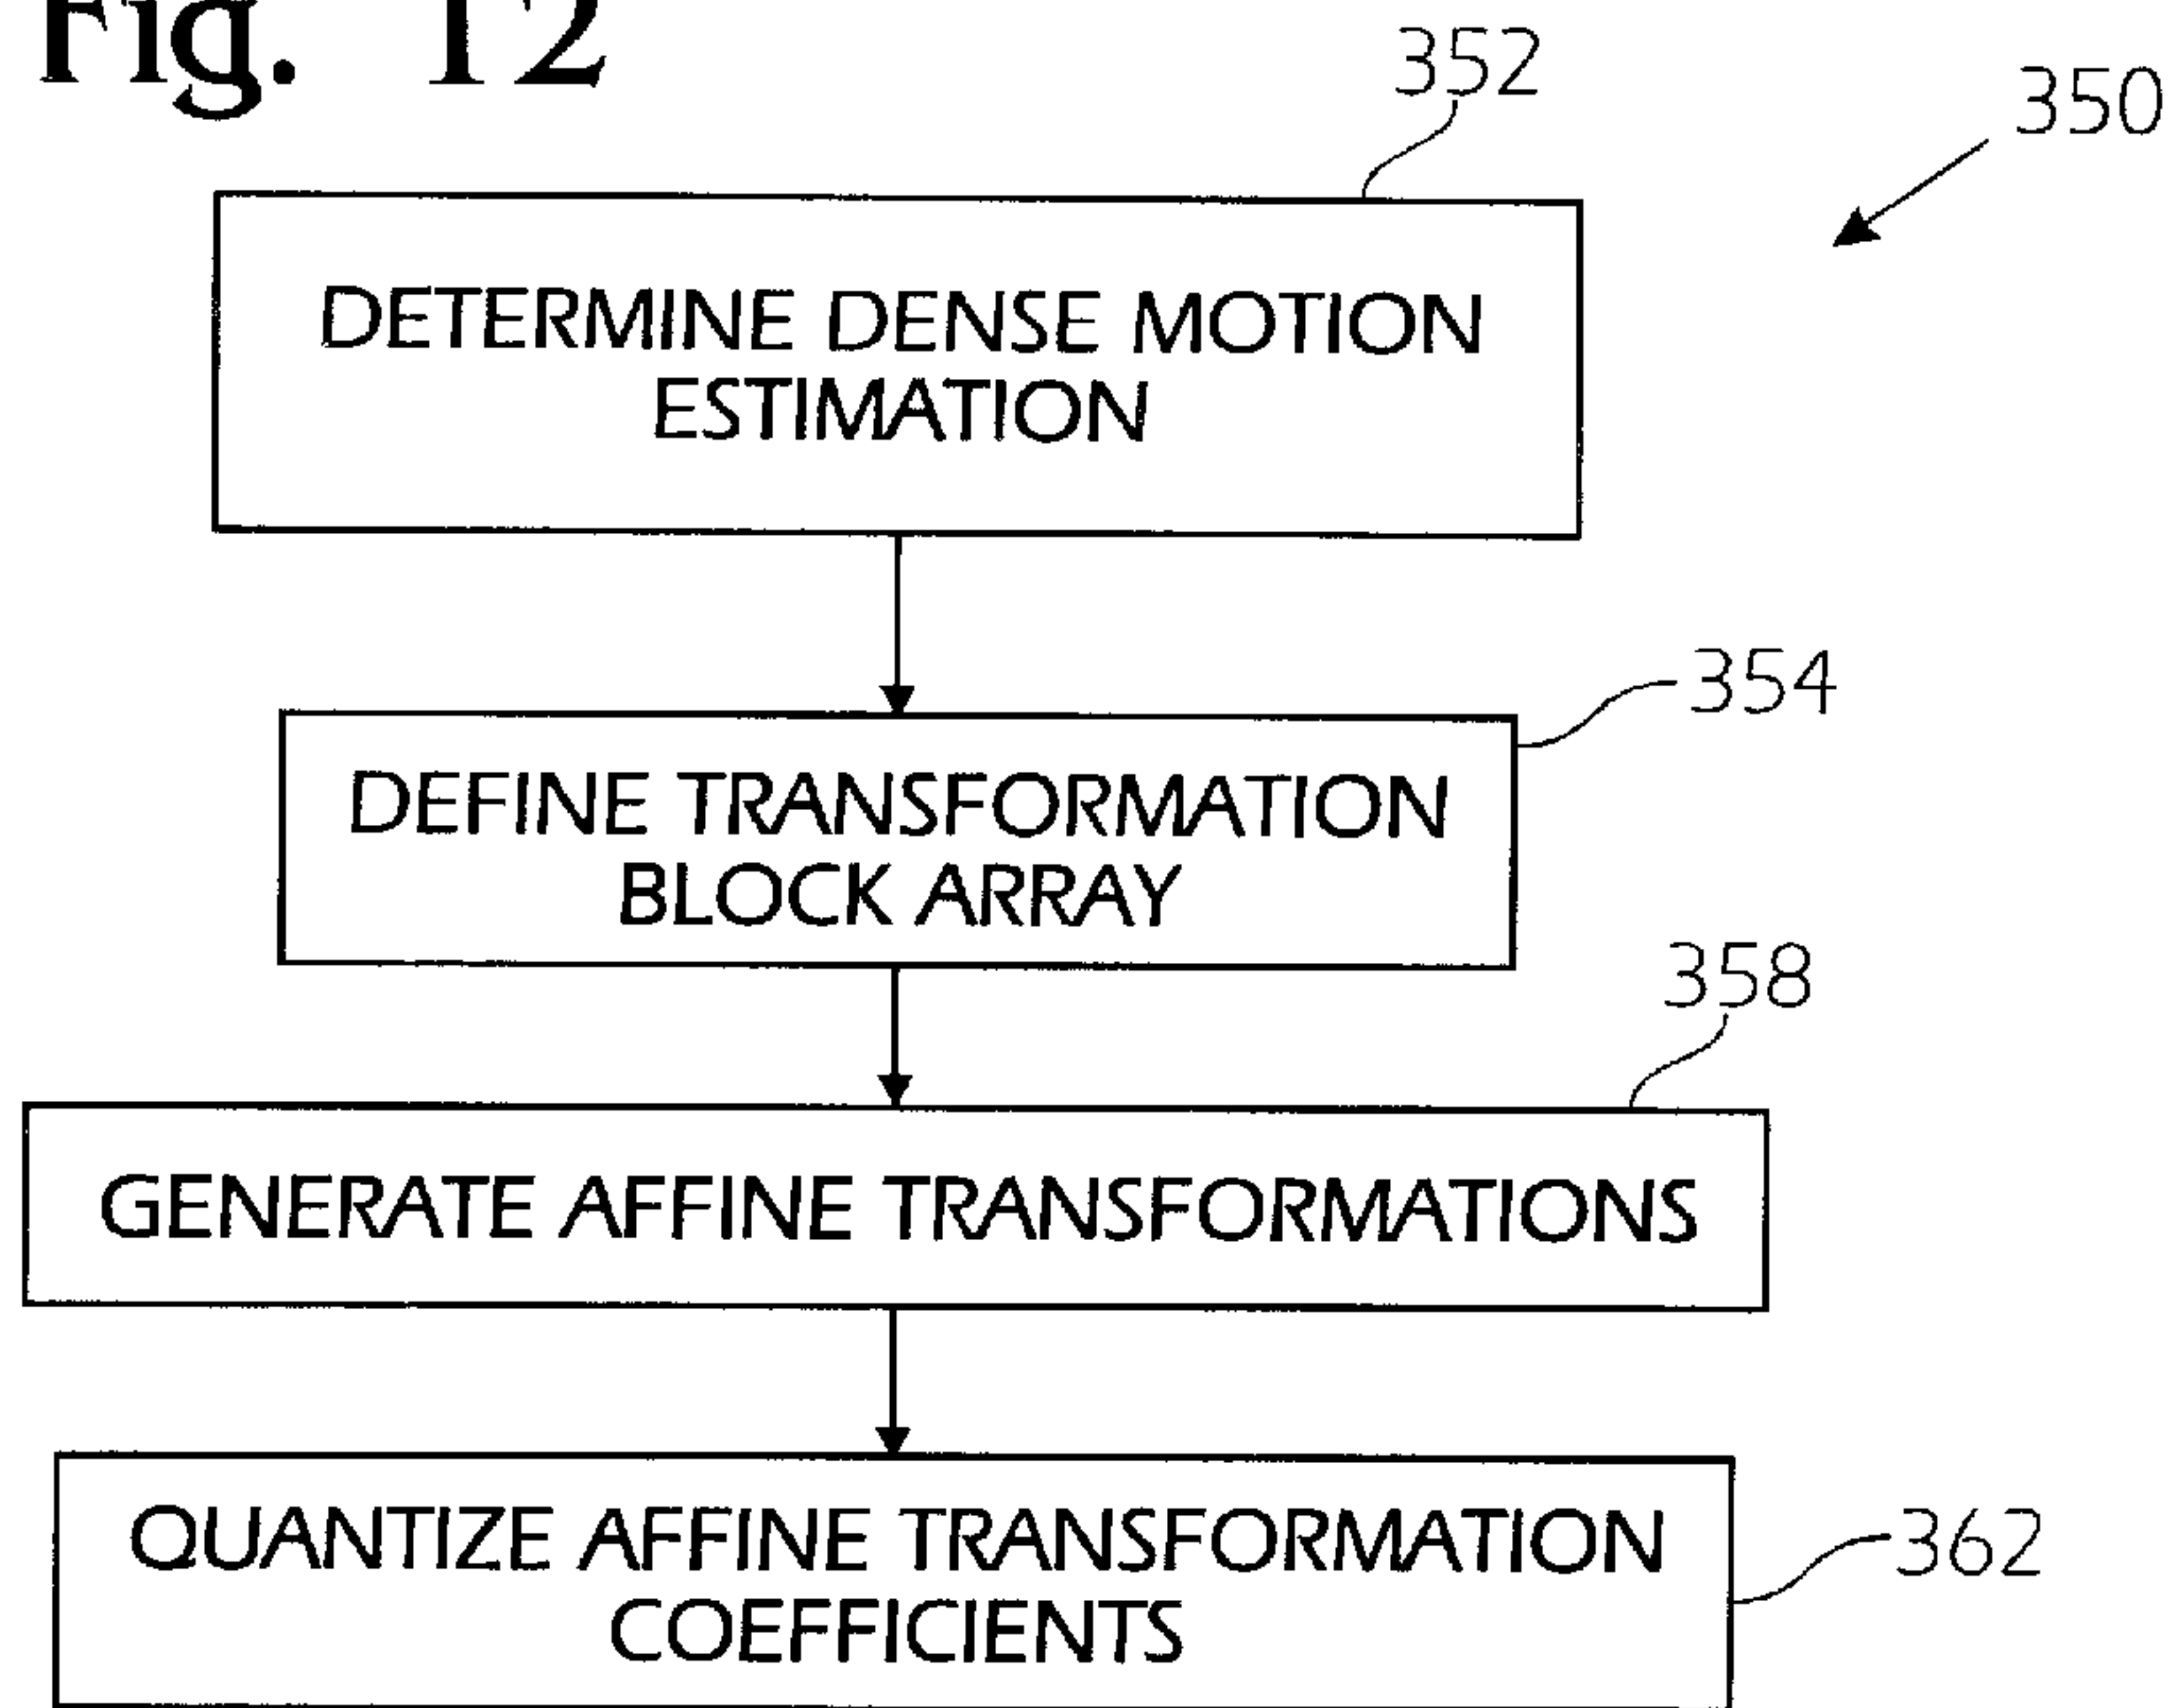 Fig. 12
352
350
DETERMINE DENSE MOTION
ESTIMATION
354
DEFINE TRANSFORMATION
BLOCK ARRAY
358
GENERATE AFFINE TRANSFORMATIONS
QUANTIZE AFFINE TRANSFORMATION
362
COEFFICIENTS